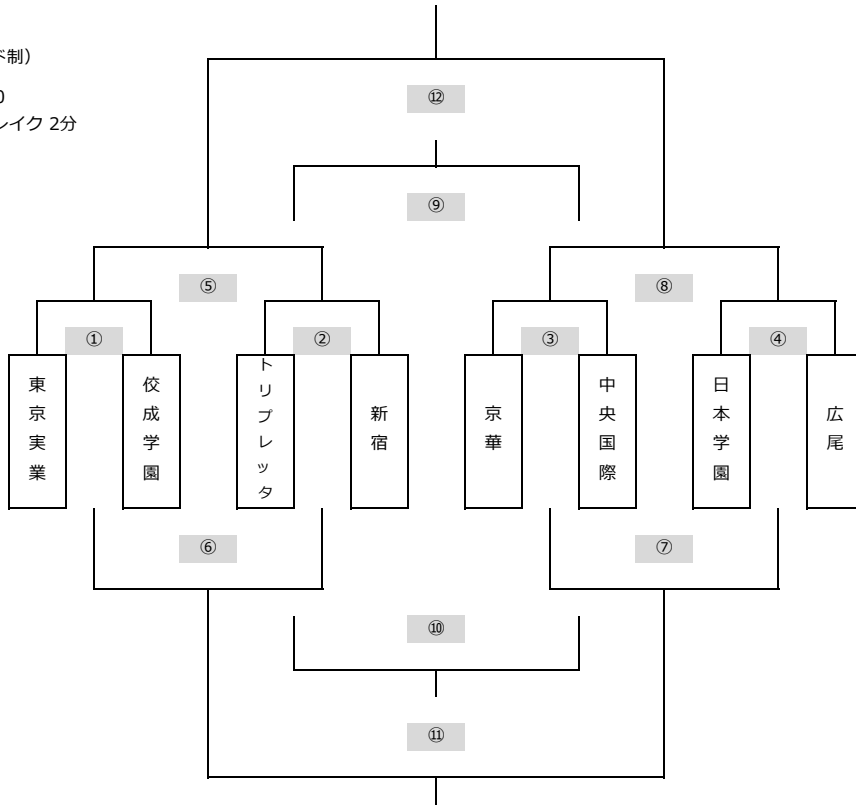 ド制）
0
レイク 2分
⑫
⑨
⑤
⑧
①
②
③
④
東京実業
佼成学園
トリプレッタ
新宿
京華
中央国際
日本学園
広尾
⑥
⑦
⑩
⑪